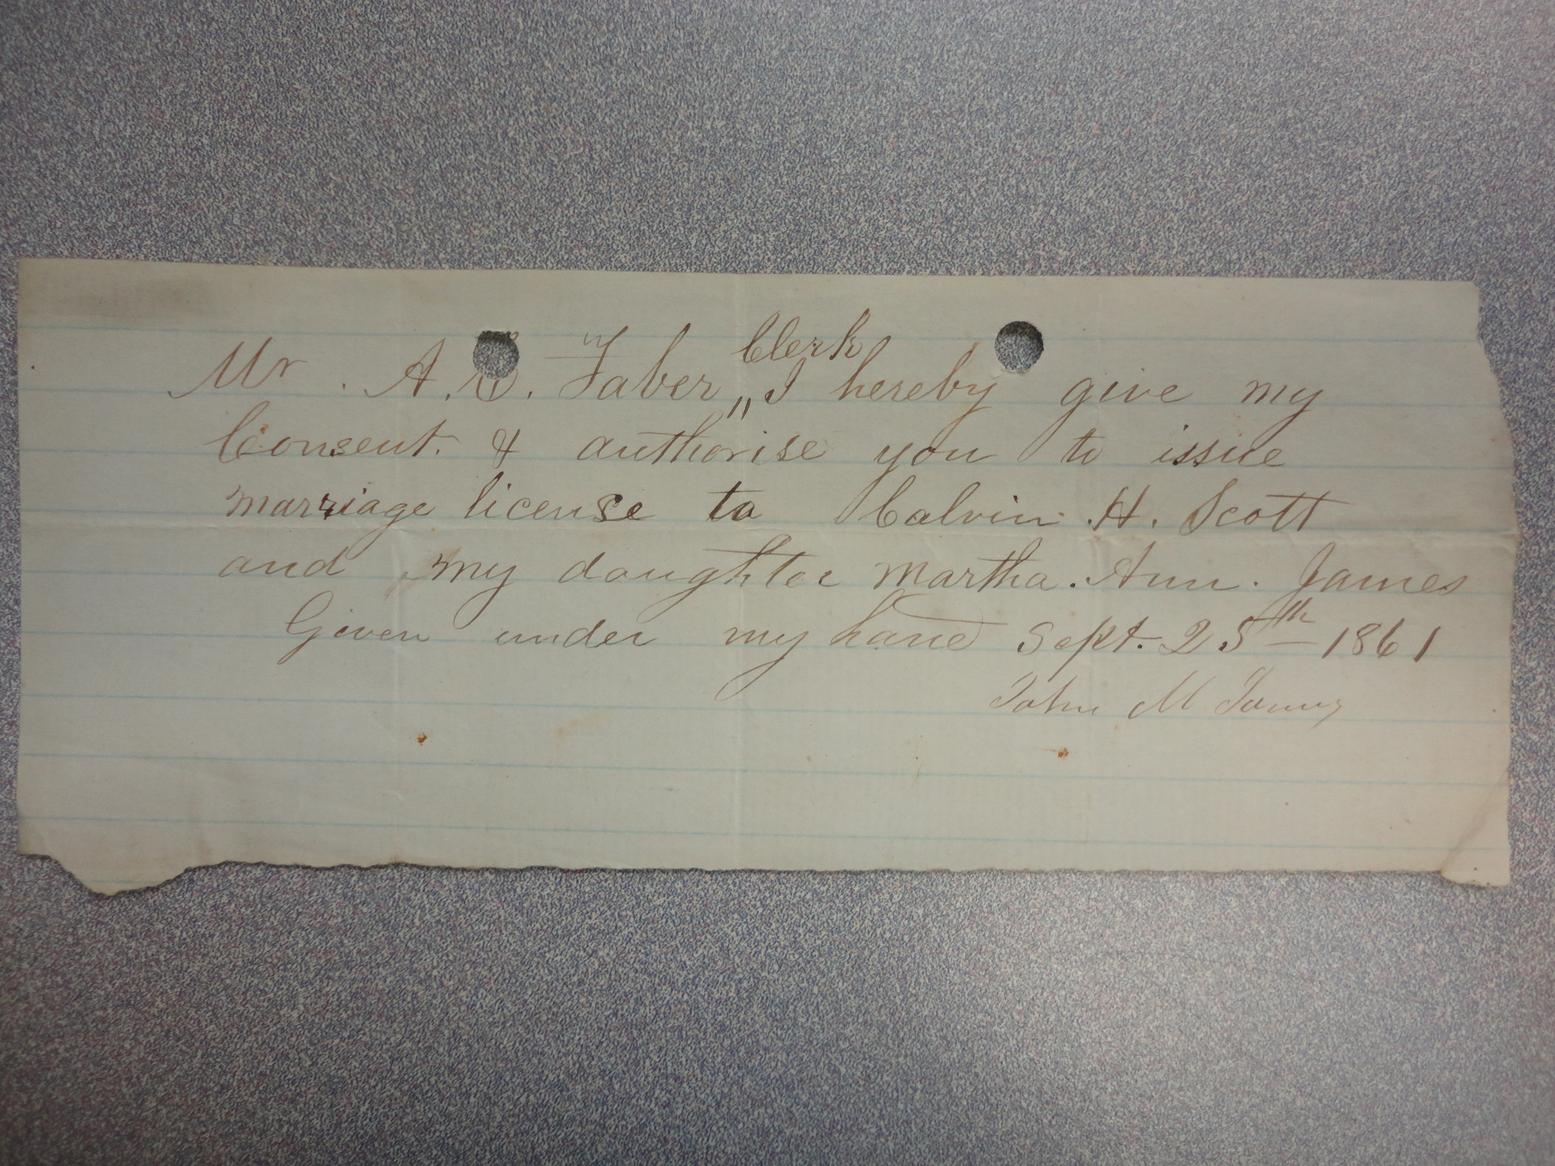 Mr. A. Faber, Clerk
" I hereby give my
Consent. & authorise you to issue
marriage license to Calvin H. Scott
and my daughter Martha. Ann. James
Given under my hand Sept. 25th 1861
John M James